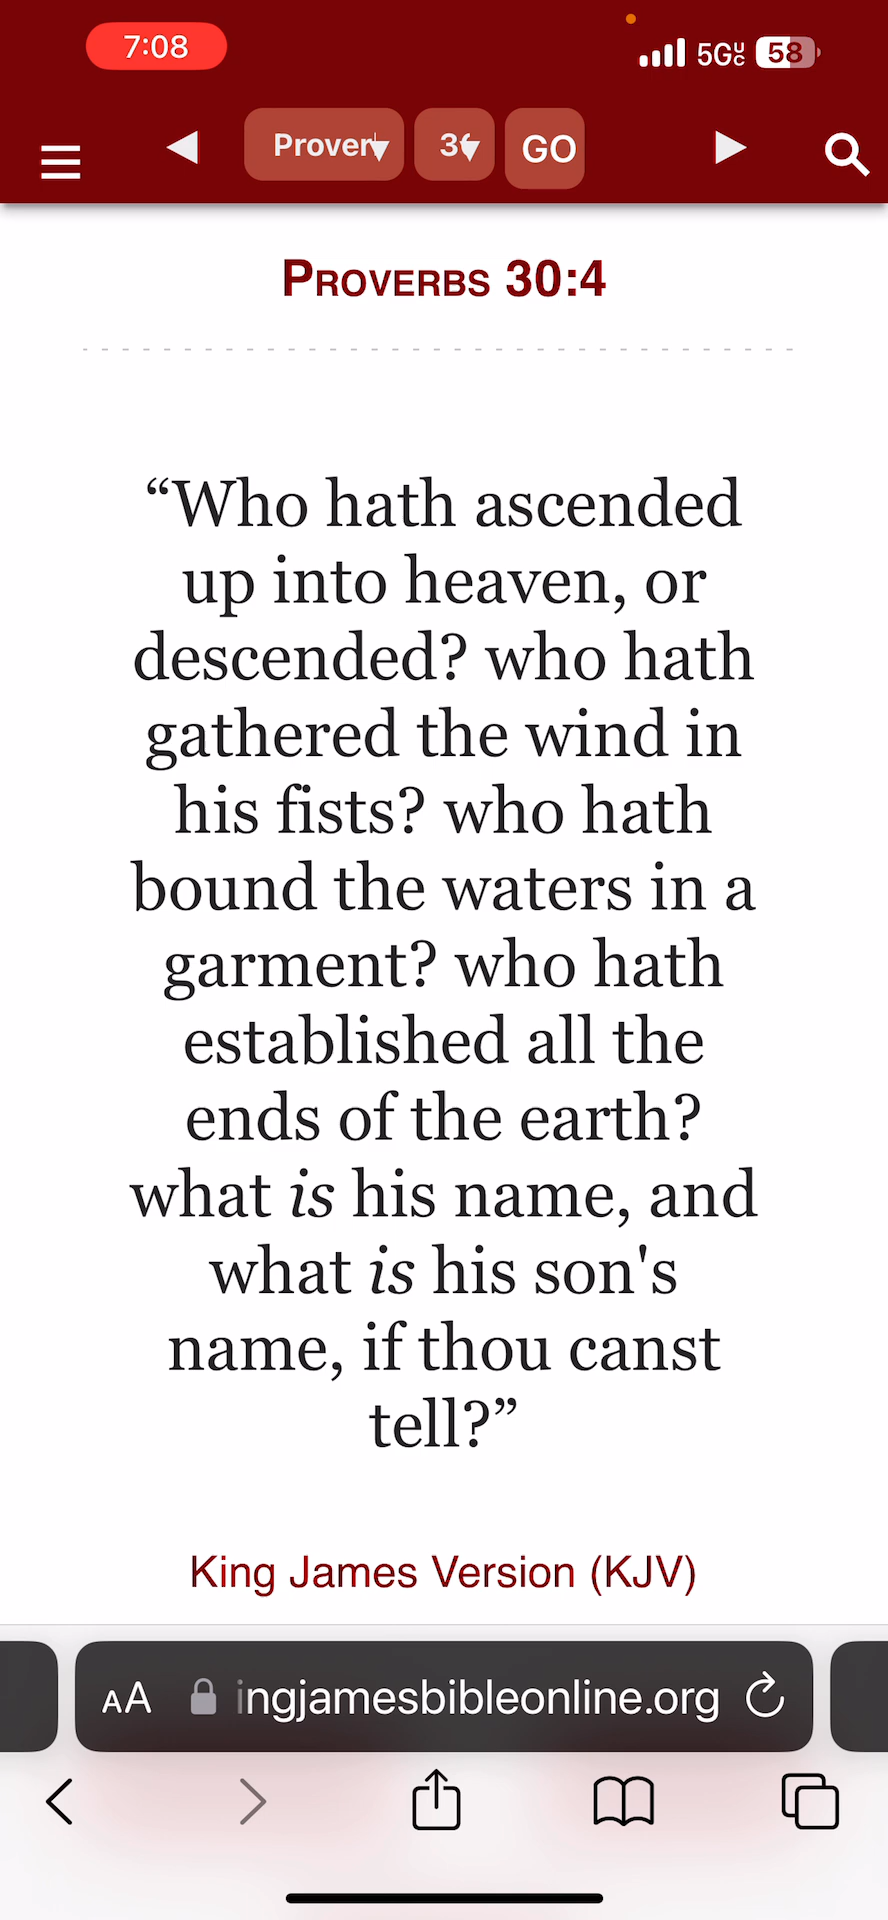 7:08
5G 58
Prover 3 GO
PROVERBS 30:4
“Who hath ascended
up into heaven, or
descended? who hath
gathered the wind in
his fists? who hath
bound the waters in a
garment? who hath
established all the
ends of the earth?
what is his name, and
what is his son's
name, if thou canst
tell?”
King James Version (KJV)
AA ingjamesbibleonline.org